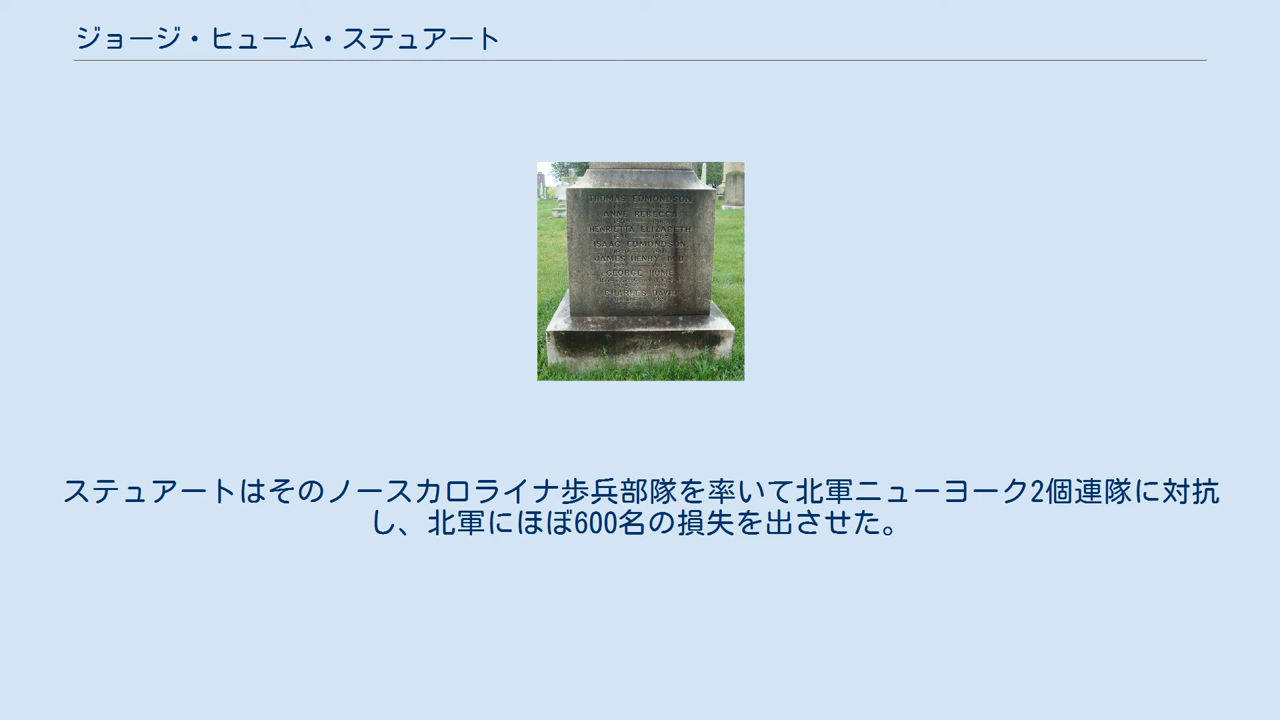 ジョージ・ヒューム・ステュアート
THOMAS EDMONDSON
ANNE REBECCA
HENRIETTA ELIZABETH
ISAAC EDMONDSON
JAMES HENRY M.D
GEORGE HUME
CHARLES DAVID
ステュアートはそのノースカロライナ歩兵部隊を率いて北軍ニューヨーク2個連隊に対抗
し、北軍にほぼ600名の損失を出させた。